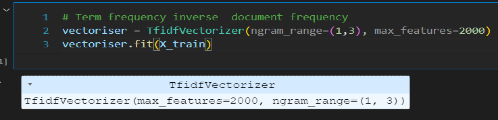 1 # Term frequency inverse document frequency
2 vectoriser = TfidfVectorizer(ngram_range=(1,3), max_features=2000)
3 vectoriser.fit(X_train)
TfidfVectorizer
TfidfVectorizer(max_features=2000, ngram_range=(1, 3))